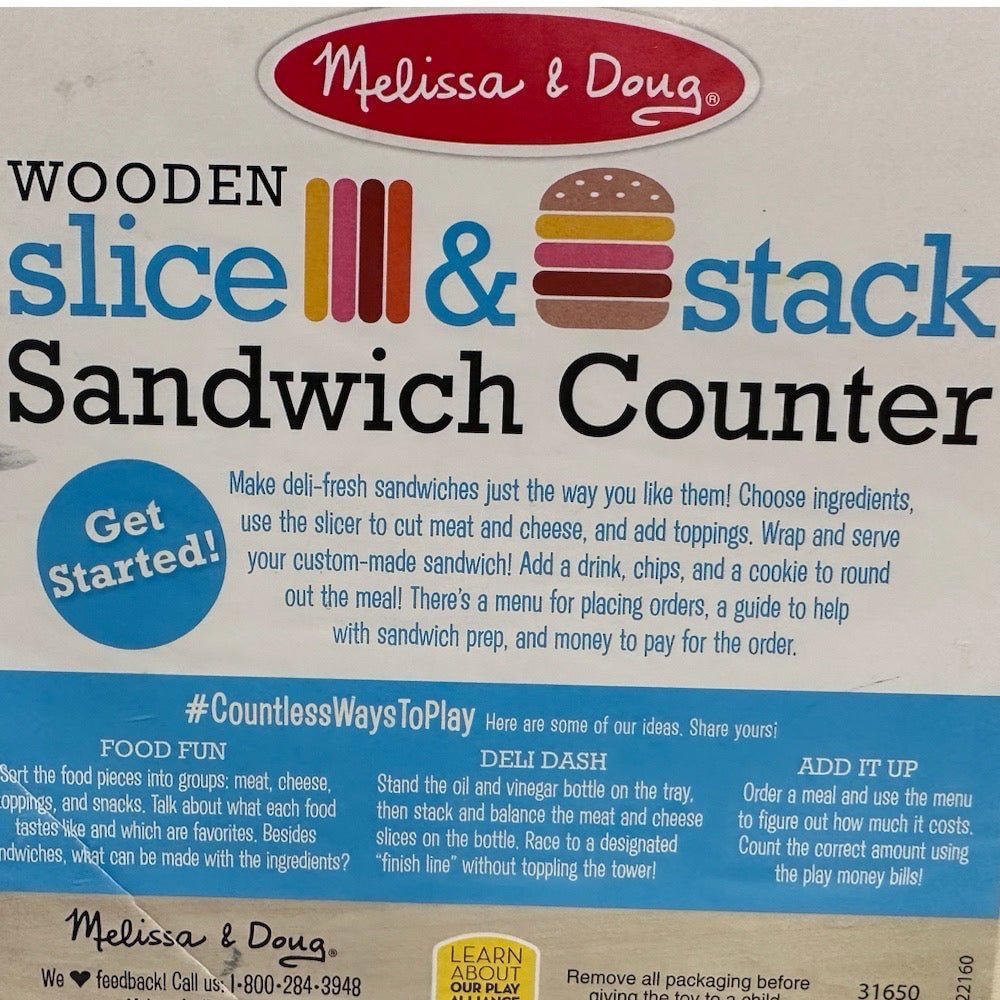 Melissa & Doug®
WOODEN
slice & stack
Sandwich Counter
Get
Started!
Make deli-fresh sandwiches just the way you like them! Choose ingredients,
use the slicer to cut meat and cheese, and add toppings. Wrap and serve
your custom-made sandwich! Add a drink, chips, and a cookie to round
out the meal! There's a menu for placing orders, a guide to help
with sandwich prep, and money to pay for the order.
#CountlessWaysToPlay Here are some of our ideas. Share yours!
FOOD FUN
Sort the food pieces into groups: meat, cheese,
oppings, and snacks. Talk about what each food
tastes like and which are favorites. Besides
ndwiches, what can be made with the ingredients?
DELI DASH
Stand the oil and vinegar bottle on the tray,
then stack and balance the meat and cheese
slices on the bottle. Race to a designated
"finish line" without toppling the tower!
ADD IT UP
Order a meal and use the menu
to figure out how much it costs.
Count the correct amount using
the play money bills!
Melissa & Doug®
We ♥ feedback! Call us: 1-800-284-3948
LEARN
ABOUT
OUR PLAY
ALLIANCE
Remove all packaging before
giving the toy to a child
31650
22160